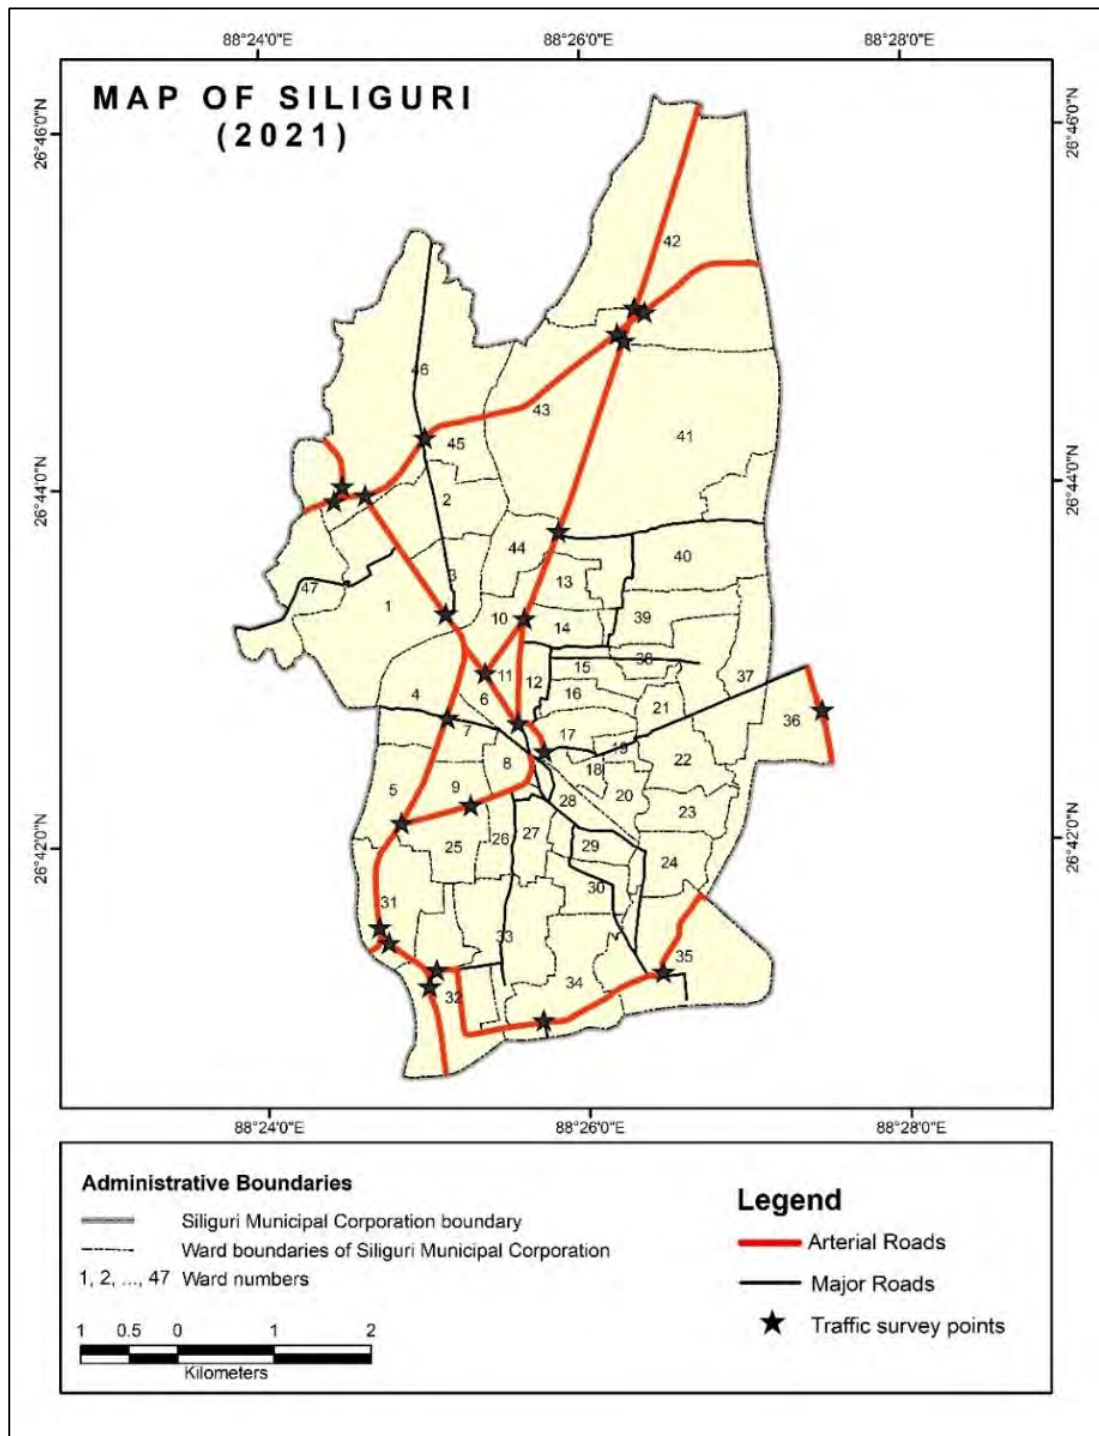 88°24'0"E 88°26'0"E 88°28'0"E
MAP OF SILIGURI
(2021)
26°46'0"N
26°46'0"N
42
46
43
41
45
26°44'0"N
26°44'0"N
2
44
40
3
13
47
1
10
39
14
38
11
15
37
12
4
6
16
21
36
7
17
19
8
18
22
5
9
20
28
23
26°42'0"N
26°42'0"N
27
26
29
25
24
30
31
33
35
34
32
88°24'0"E 88°26'0"E 88°28'0"E
Administrative Boundaries
Siliguri Municipal Corporation boundary
Ward boundaries of Siliguri Municipal Corporation
1, 2, ..., 47 Ward numbers
1 0.5 0 1 2
Kilometers
Legend
Arterial Roads
Major Roads
Traffic survey points